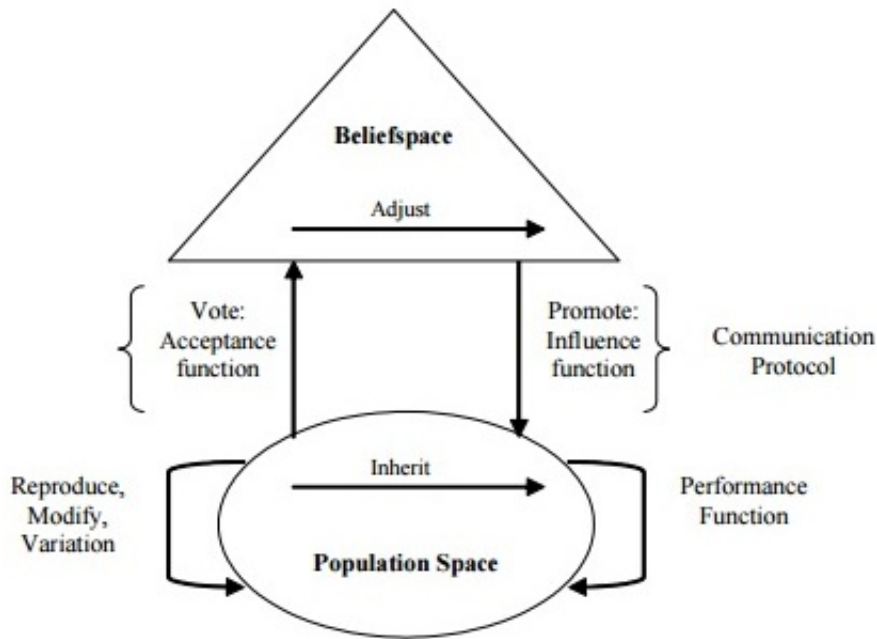 Beliefspace
Adjust
Vote:
Acceptance
function
Promote:
Influence
function
Communication
Protocol
Inherit
Reproduce,
Modify,
Variation
Performance
Function
Population Space